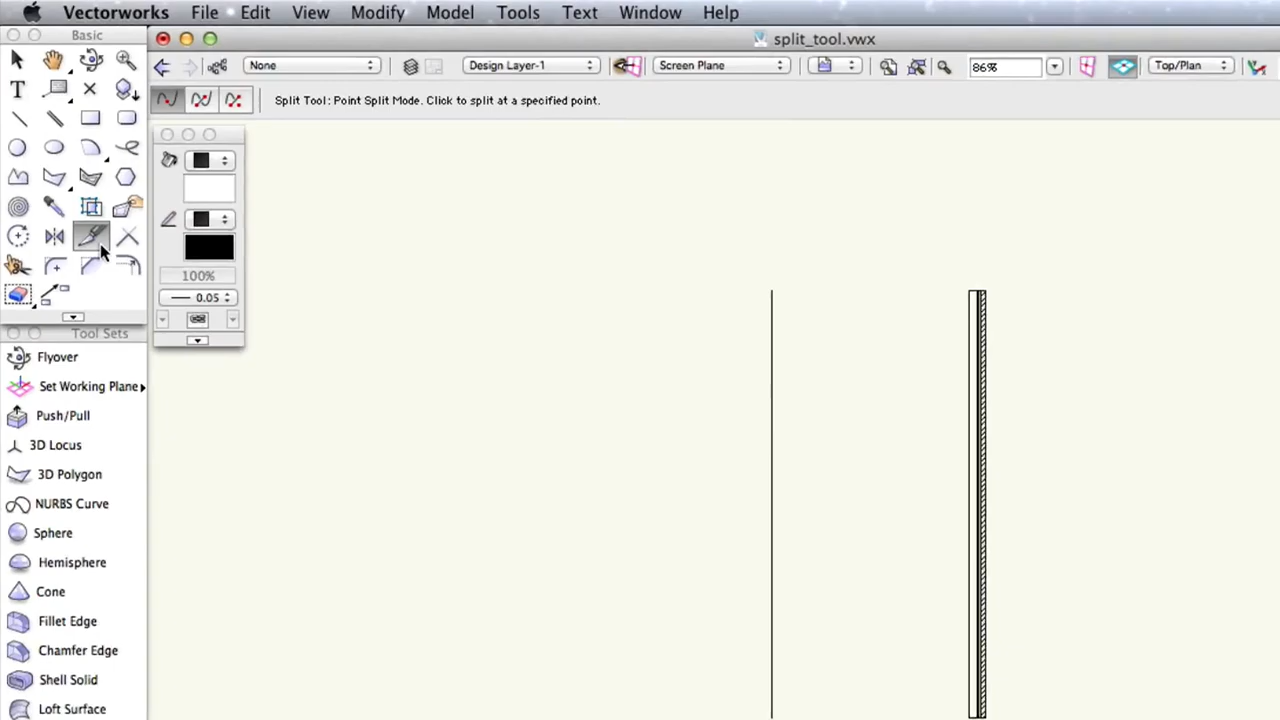 Vectorworks File Edit View Modify Model Tools Text Window Help
Basic
split_tool.vwx
None Design Layer-1 Screen Plane 86% Top/Plan
Split Tool: Point Split Mode. Click to split at a specified point.
100%
0.05
Tool Sets
Flyover
Set Working Plane
Push/Pull
3D Locus
3D Polygon
NURBS Curve
Sphere
Hemisphere
Cone
Fillet Edge
Chamfer Edge
Shell Solid
Loft Surface